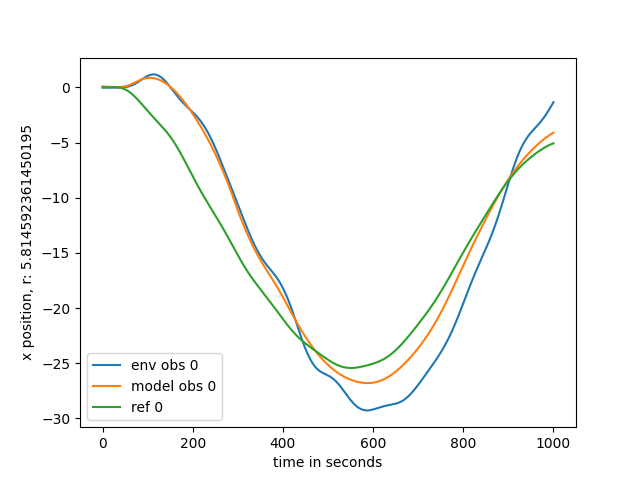 0
−5
−10
−15
−20
−25
−30
x position, r: 5.814592361450195
env obs 0
model obs 0
ref 0
0
200
400
600
800
1000
time in seconds